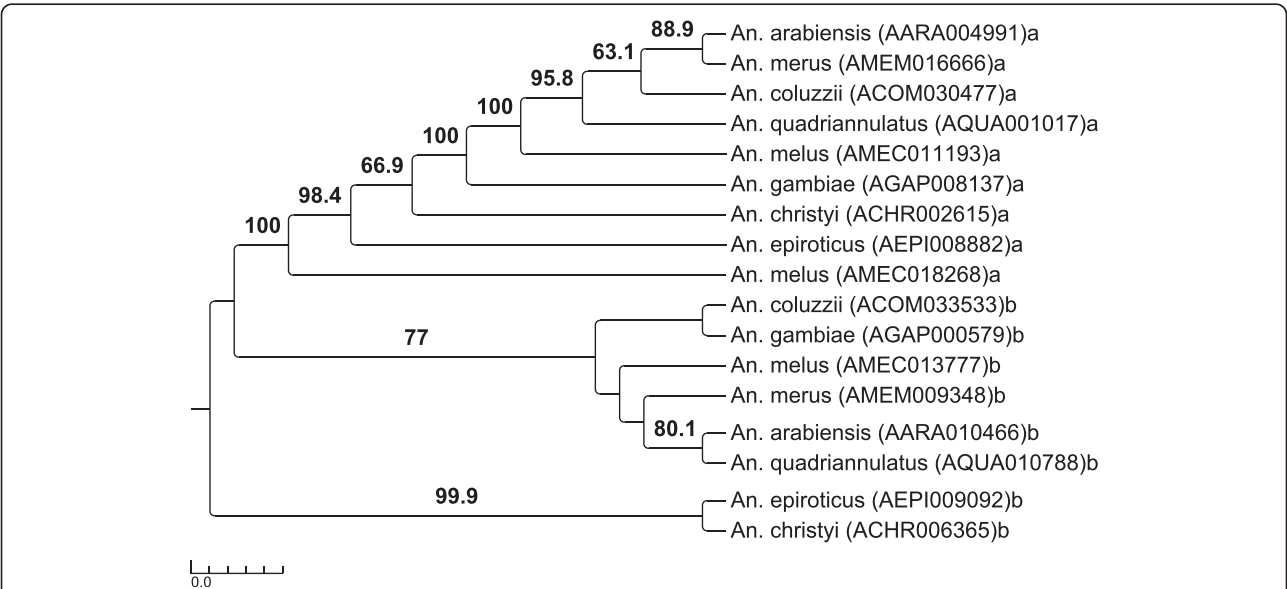 88.9
An. arabiensis (AARA004991)a
63.1
An. merus (AMEM016666)a
95.8
An. coluzzii (ACOM030477)a
100
An. quadriannulatus (AQUA001017)a
100
An. melus (AMEC011193)a
66.9
An. gambiae (AGAP008137)a
98.4
An. christyi (ACHR002615)a
100
An. epiroticus (AEPI008882)a
An. melus (AMEC018268)a
An. coluzzii (ACOM033533)b
77
An. gambiae (AGAP000579)b
An. melus (AMEC013777)b
An. merus (AMEM009348)b
80.1
An. arabiensis (AARA010466)b
An. quadriannulatus (AQUA010788)b
99.9
An. epiroticus (AEPI009092)b
An. christyi (ACHR006365)b
0.0